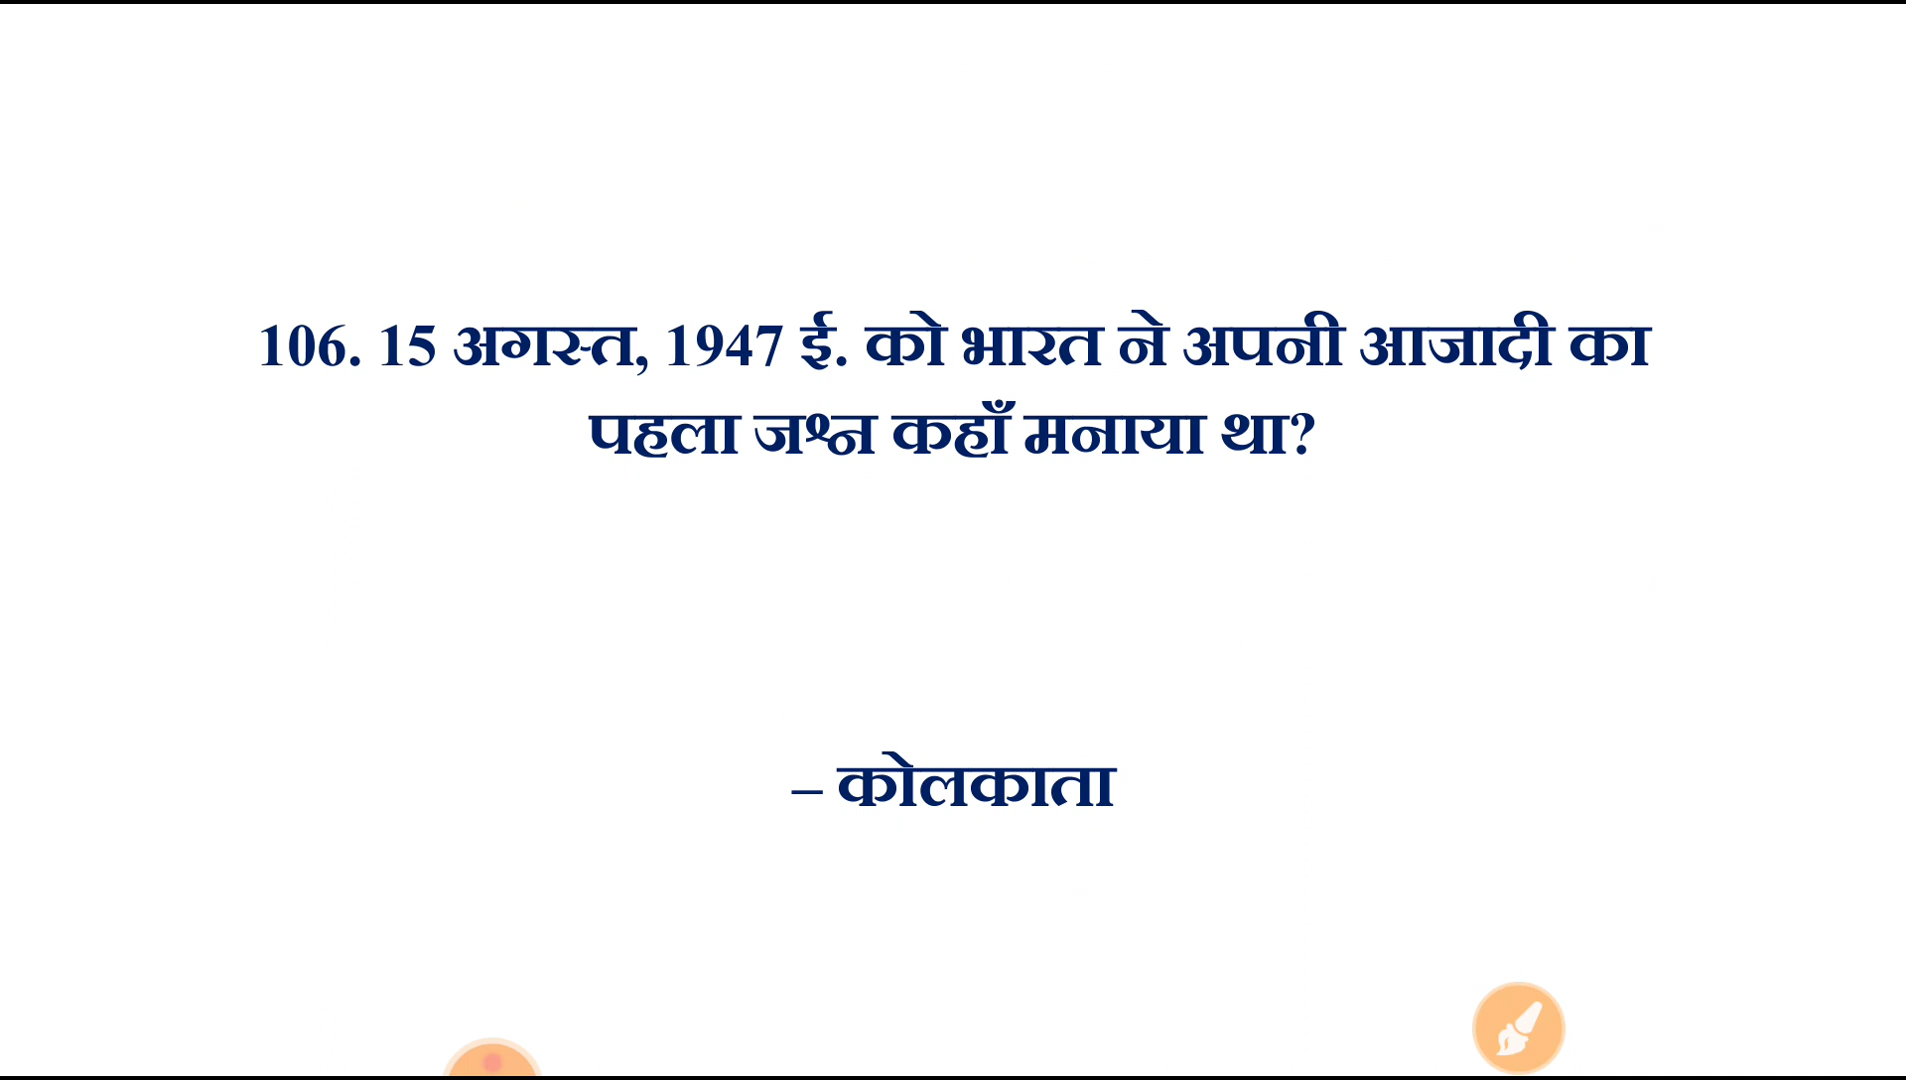 106. 15 अगस्त, 1947 ई. को भारत ने अपनी आजादी का
पहला जश्न कहाँ मनाया था?
– कोलकाता